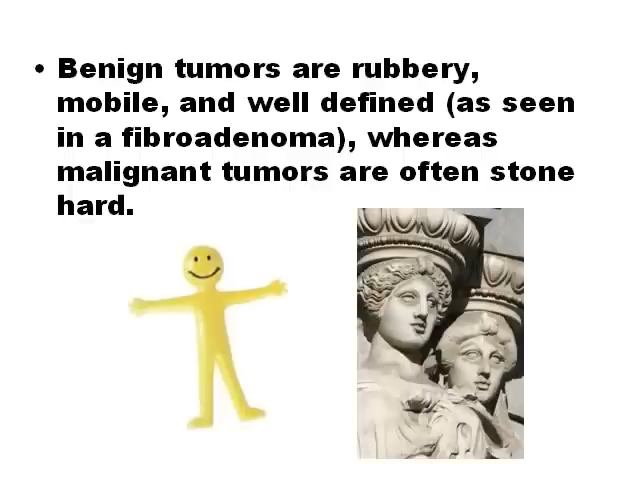 • Benign tumors are rubbery,
mobile, and well defined (as seen
in a fibroadenoma), whereas
malignant tumors are often stone
hard.